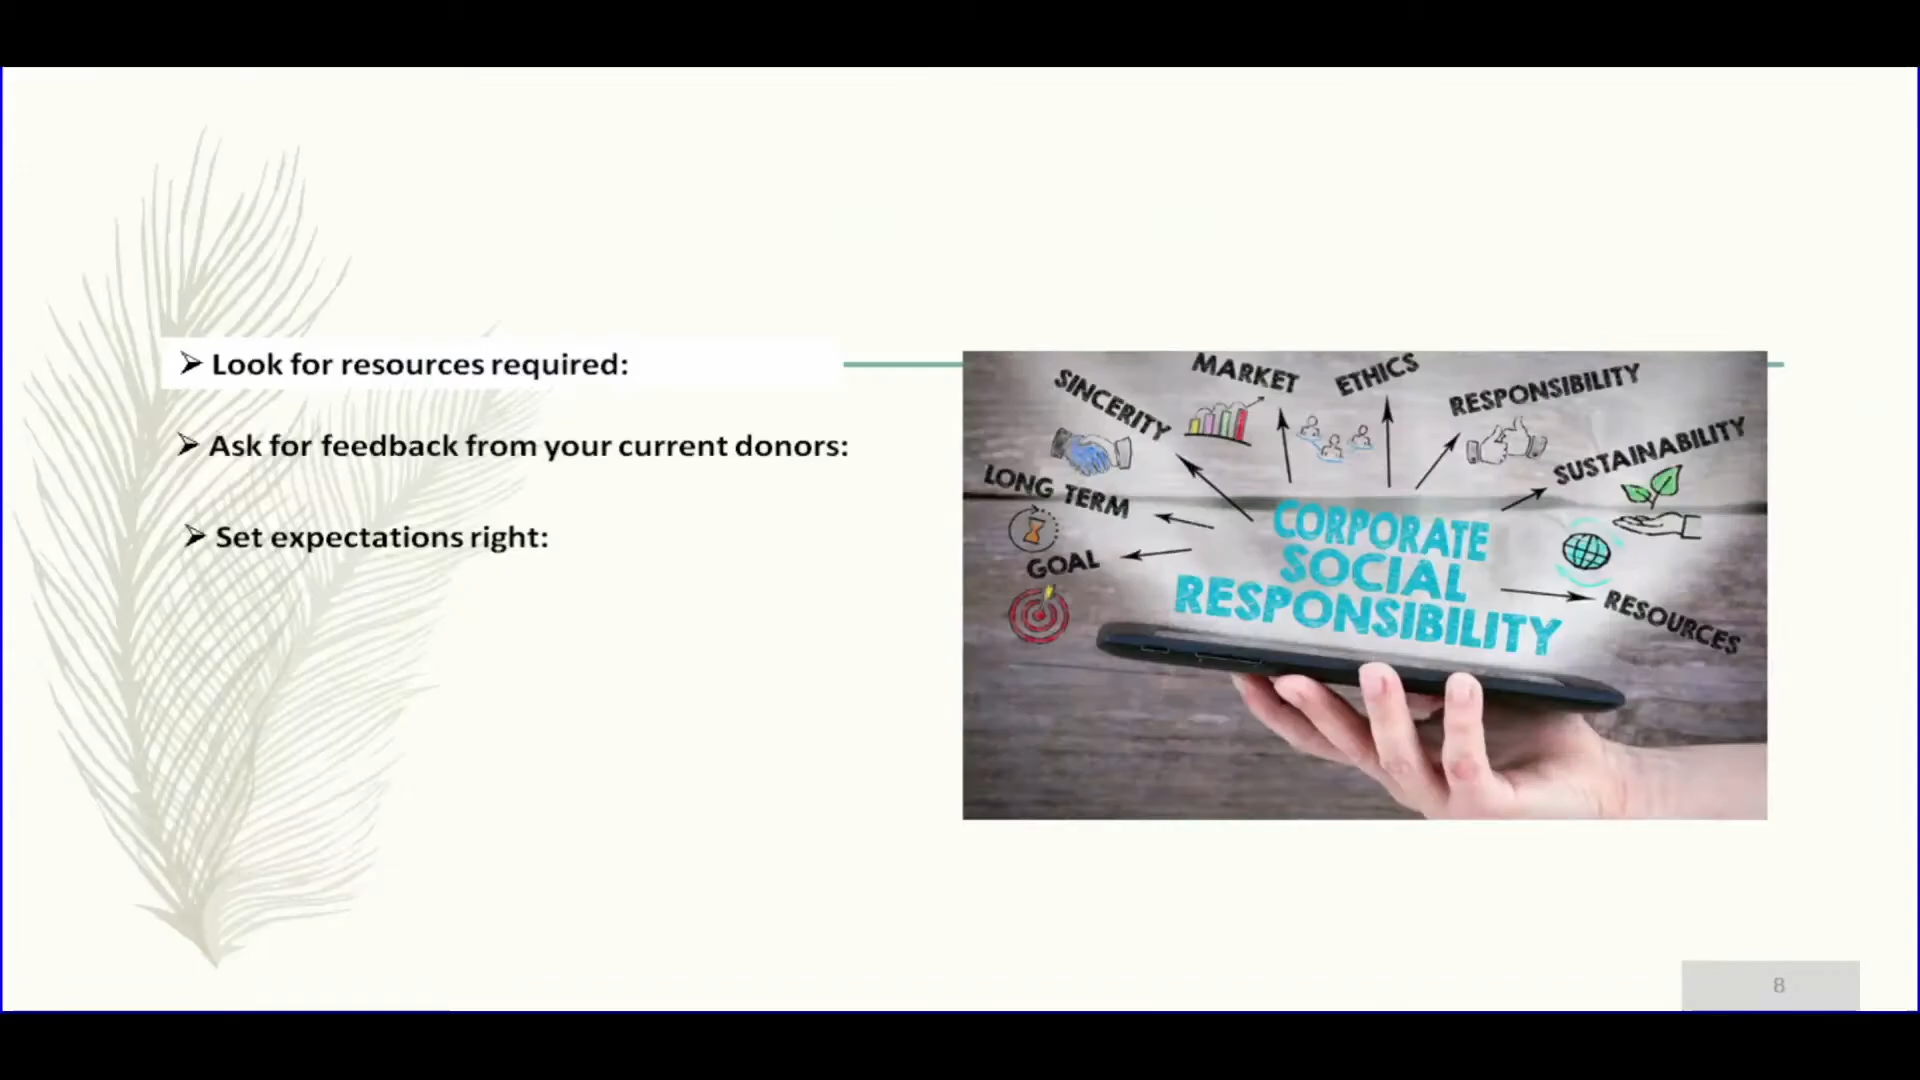 ➢ Look for resources required:
➢ Ask for feedback from your current donors:
➢ Set expectations right:
MARKET
ETHICS
SINCERITY
RESPONSIBILITY
SUSTAINABILITY
LONG TERM
GOAL
CORPORATE
SOCIAL
RESPONSIBILITY
RESOURCES
8